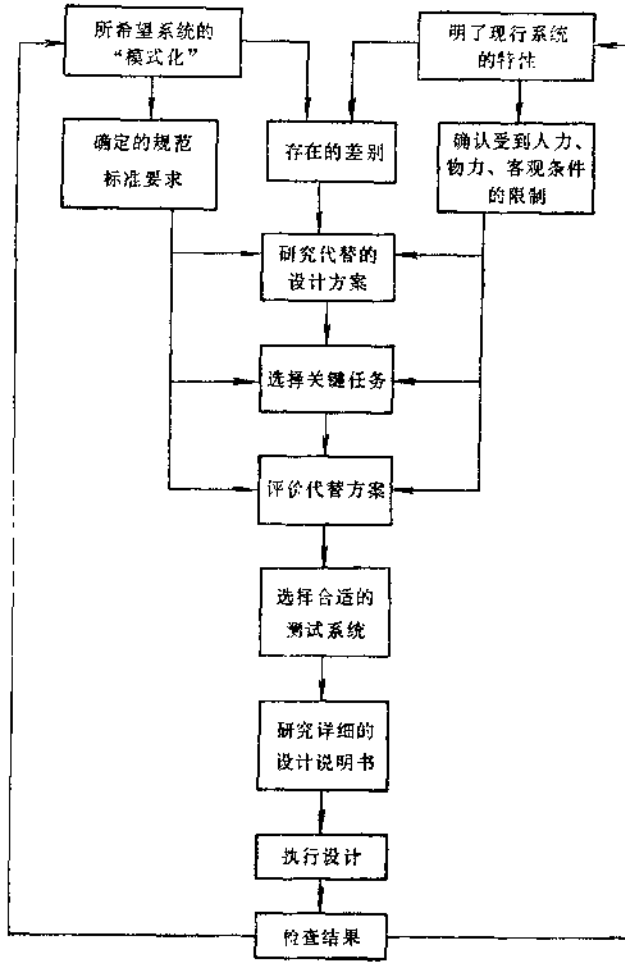 所希望系统的
“模式化”
明了现行系统
的特性
确定的规范
标准要求
存在的差别
确认受到人力、
物力、客观条件
的限制
研究代替的
设计方案
选择关键任务
评价代替方案
选择合适的
测试系统
研究详细的
设计说明书
执行设计
检查结果